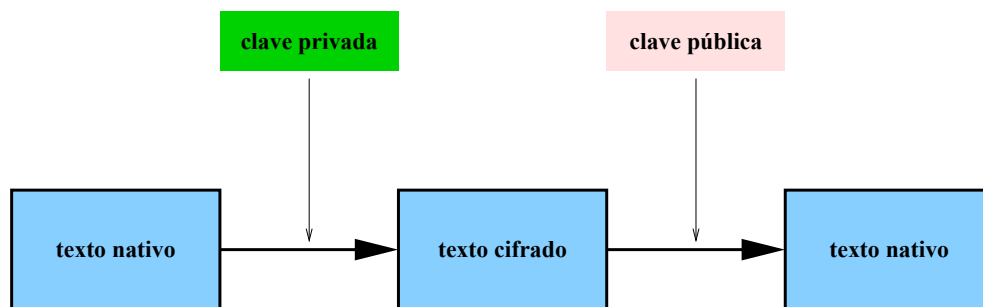 clave privada
clave pública
texto nativo
texto cifrado
texto nativo